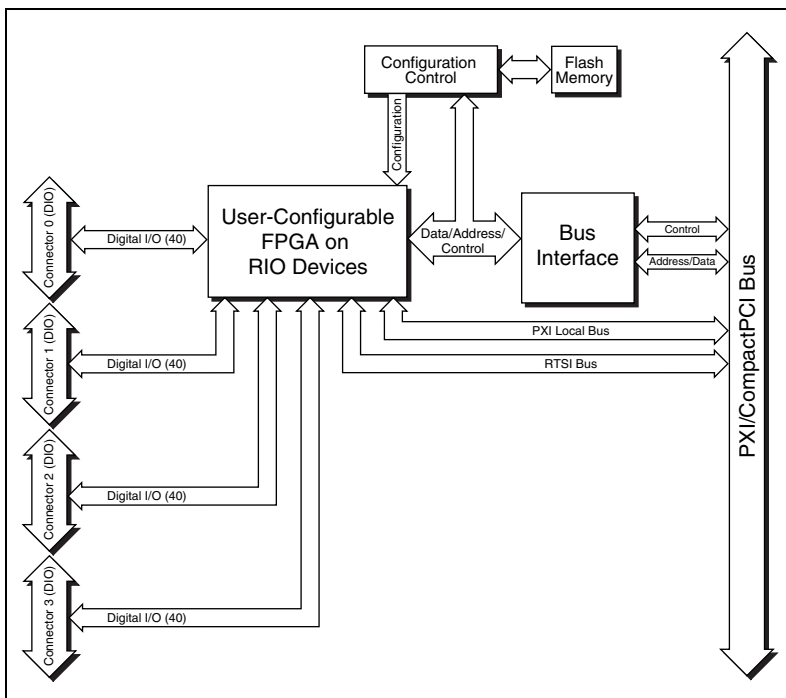 Configuration
Control
Flash
Memory
Configuration
Connector 0 (DIO)
Digital I/O (40)
User-Configurable
FPGA on
RIO Devices
Data/Address/
Control
Bus
Interface
Control
Address/Data
PXI Local Bus
RTSI Bus
PXI/CompactPCI Bus
Connector 1 (DIO)
Digital I/O (40)
Connector 2 (DIO)
Digital I/O (40)
Connector 3 (DIO)
Digital I/O (40)